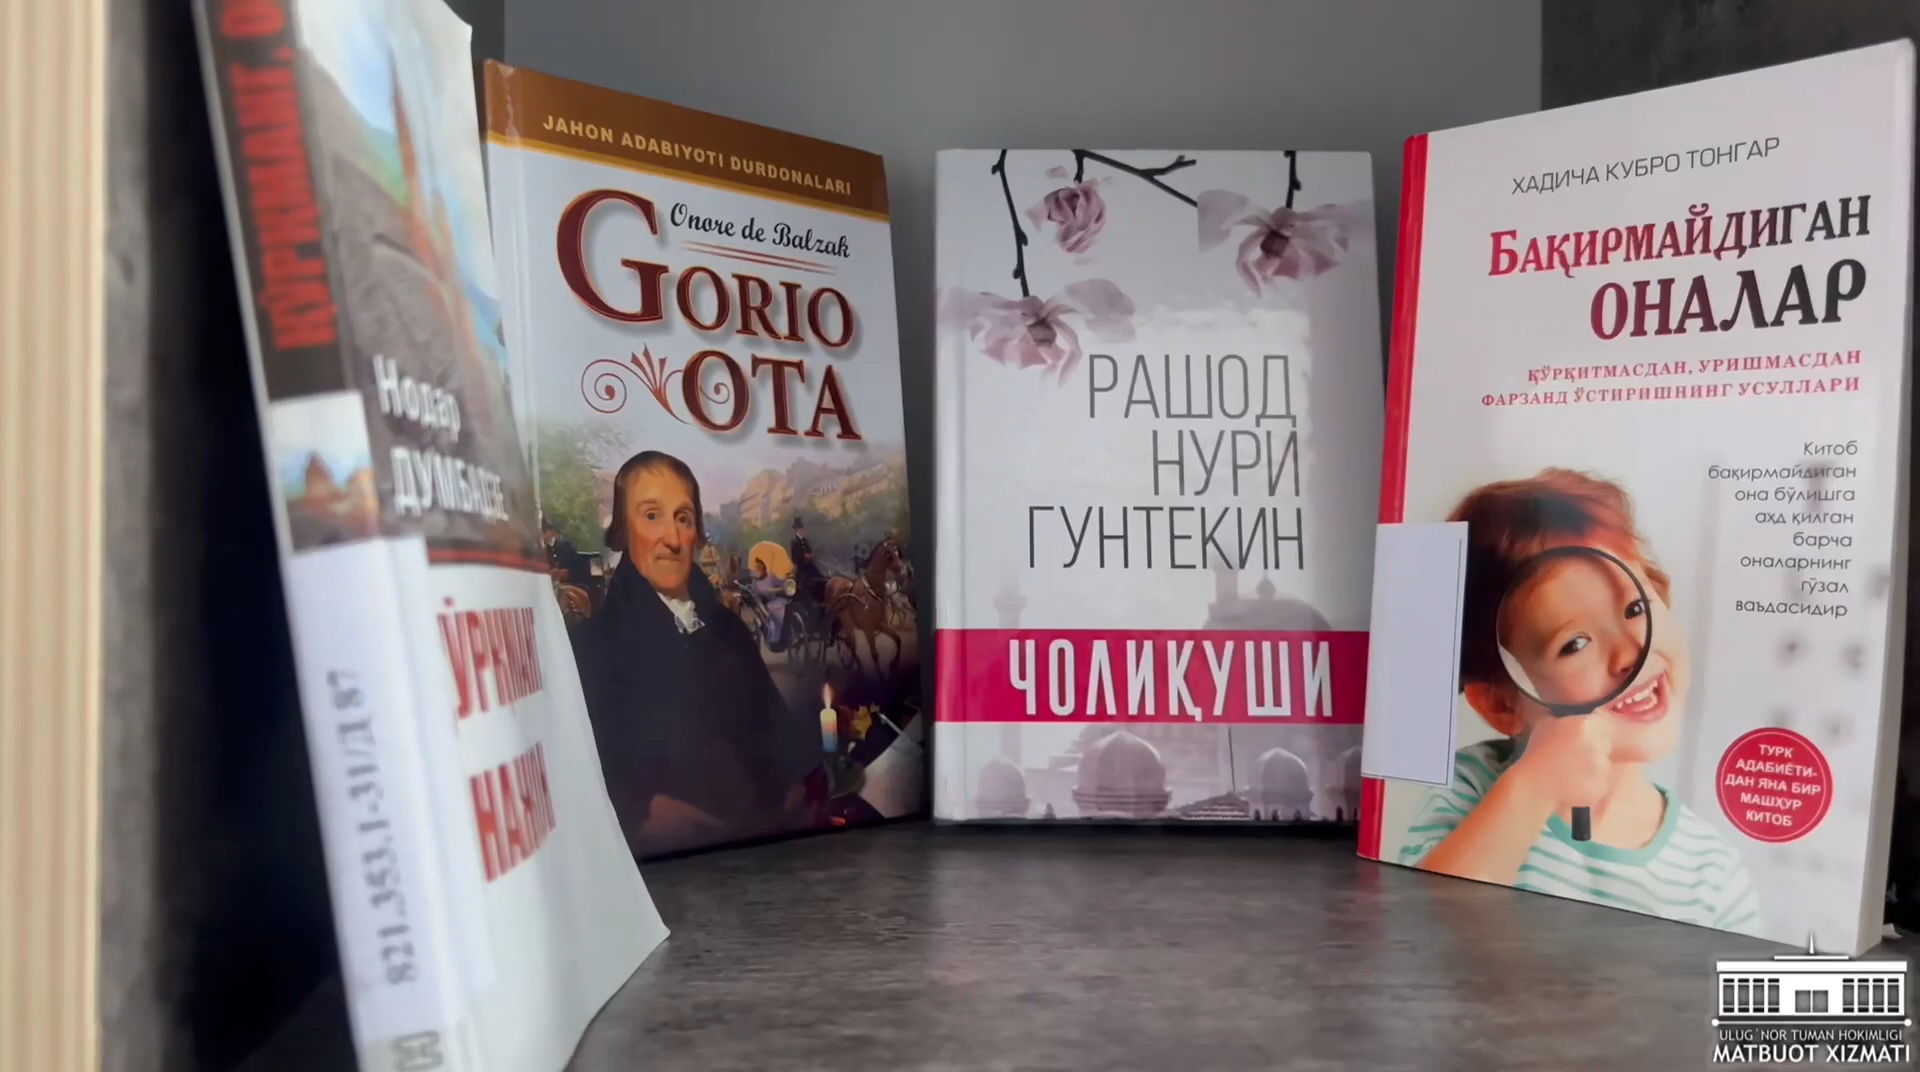 Нодар
ДУМБАДЗЕ
821.353.1-31/Д 87
JAHON ADABIYOTI DURDONALARI
Onore de Balzak
GORIO
OTA
РАШОД
НУРИ
ГУНТЕКИН
ЧОЛИҚУШИ
ХАДИЧА КУБРО ТОНГАР
БАҚИРМАЙДИГАН
ОНАЛАР
ҚЎРҚИТМАСДАН, УРИШМАСДАН
ФАРЗАНД ЎСТИРИШНИНГ УСУЛЛАРИ
Китоб
бақирмайдиган
она бўлишга
аҳд қилган
барча
оналарнинг
гўзал
ваъдасидир
ТУРК
АДАБИЁТИ-
ДАН ЯНА БИР
МАШҲУР
КИТОБ
ULUG`NOR TUMAN HOKIMLIGI
MATBUOT XIZMATI